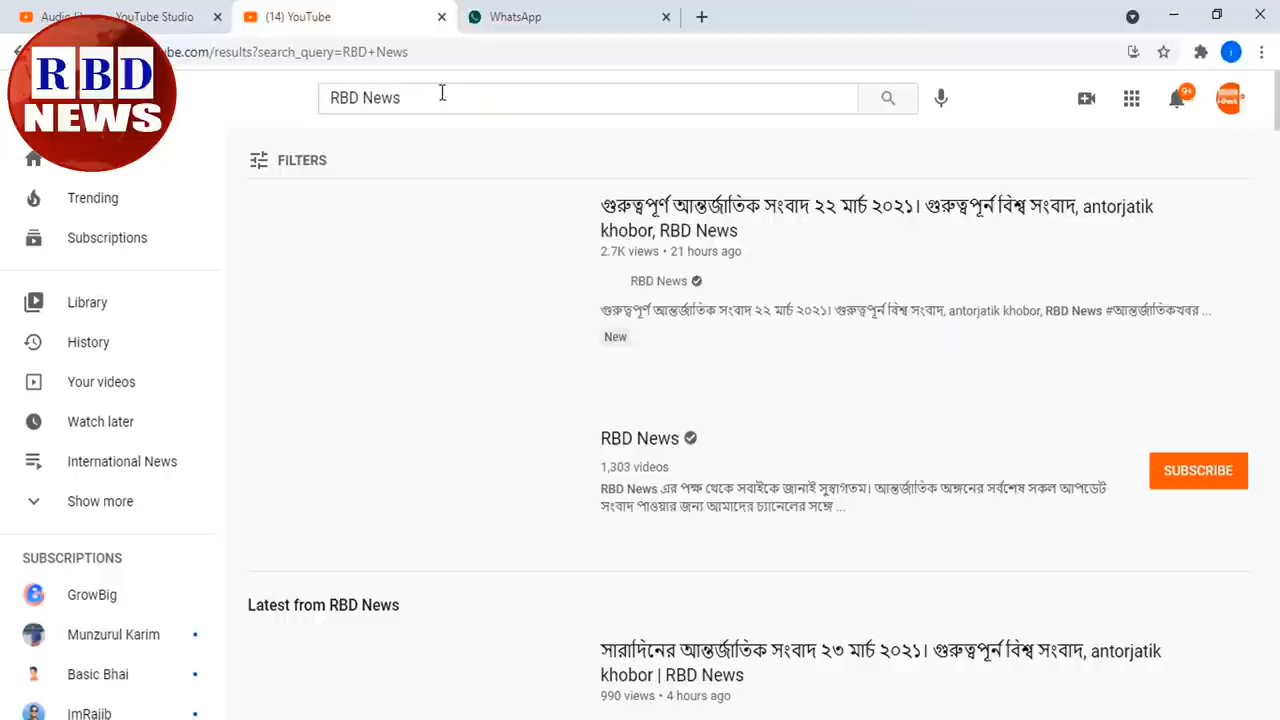 Audio YouTube Studio
(14) YouTube
WhatsApp
be.com/results?search_query=RBD+News
RBD
NEWS
RBD News
9+
FILTERS
Trending
Subscriptions
Library
History
Your videos
Watch later
International News
Show more
SUBSCRIPTIONS
GrowBig
Munzurul Karim
Basic Bhai
ImRajib
গুরুত্বপূর্ণ আন্তর্জাতিক সংবাদ ২২ মার্চ ২০২১। গুরুত্বপূর্ন বিশ্ব সংবাদ, antorjatik
khobor, RBD News
2.7K views • 21 hours ago
RBD News
গুরুত্বপূর্ণ আন্তর্জাতিক সংবাদ ২২ মার্চ ২০২১। গুরুত্বপূর্ন বিশ্ব সংবাদ, antorjatik khobor, RBD News #আন্তর্জাতিকখবর ...
New
RBD News
1,303 videos
RBD News এর পক্ষ থেকে সবাইকে জানাই সুস্বাগতম। আন্তর্জাতিক অঙ্গনের সর্বশেষ সকল আপডেট
সংবাদ পাওয়ার জন্য আমাদের চ্যানেলের সঙ্গে ...
SUBSCRIBE
Latest from RBD News
সারাদিনের আন্তর্জাতিক সংবাদ ২৩ মার্চ ২০২১। গুরুত্বপূর্ন বিশ্ব সংবাদ, antorjatik
khobor | RBD News
990 views • 4 hours ago